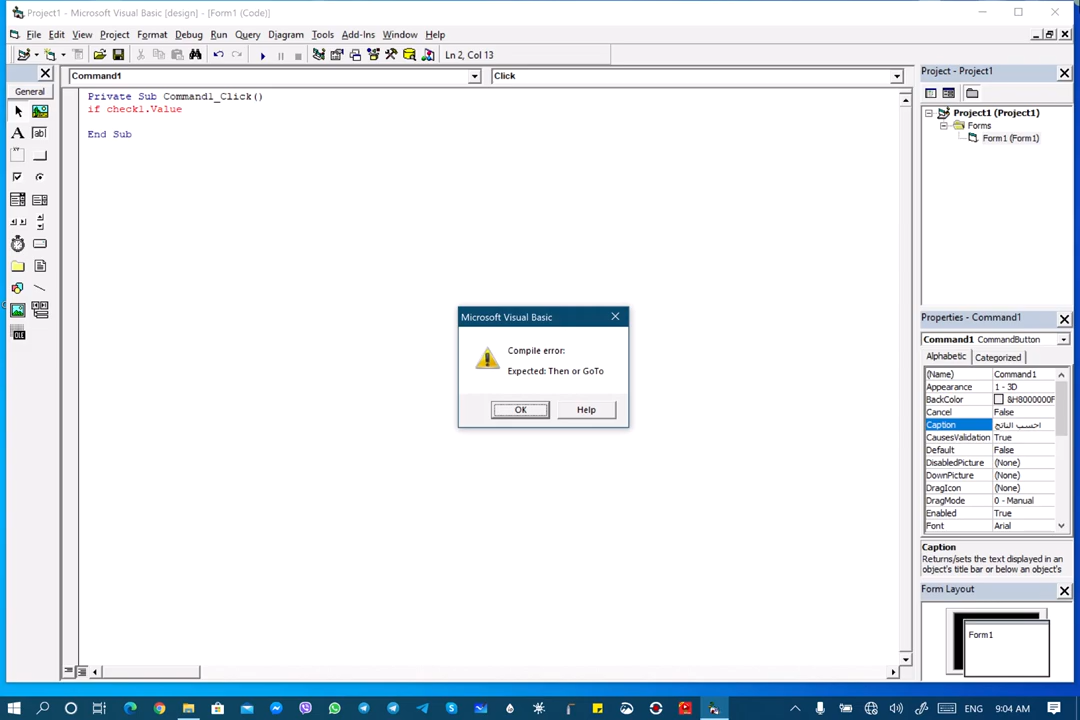 Project1 - Microsoft Visual Basic [design] - [Form1 (Code)]
File Edit View Project Format Debug Run Query Diagram Tools Add-Ins Window Help
Ln 2, Col 13
General
Command1
Click
Private Sub Command1_Click()
if check1.Value
End Sub
Microsoft Visual Basic
Compile error:
Expected: Then or GoTo
OK
Help
Project - Project1
Project1 (Project1)
Forms
Form1 (Form1)
Properties - Command1
Command1 CommandButton
Alphabetic Categorized
(Name) Command1
Appearance 1 - 3D
BackColor &H8000000F
Cancel False
Caption احسب الناتج
CausesValidation True
Default False
DisabledPicture (None)
DownPicture (None)
DragIcon (None)
DragMode 0 - Manual
Enabled True
Font Arial
Caption
Returns/sets the text displayed in an
object's title bar or below an object's
Form Layout
Form1
ENG 9:04 AM